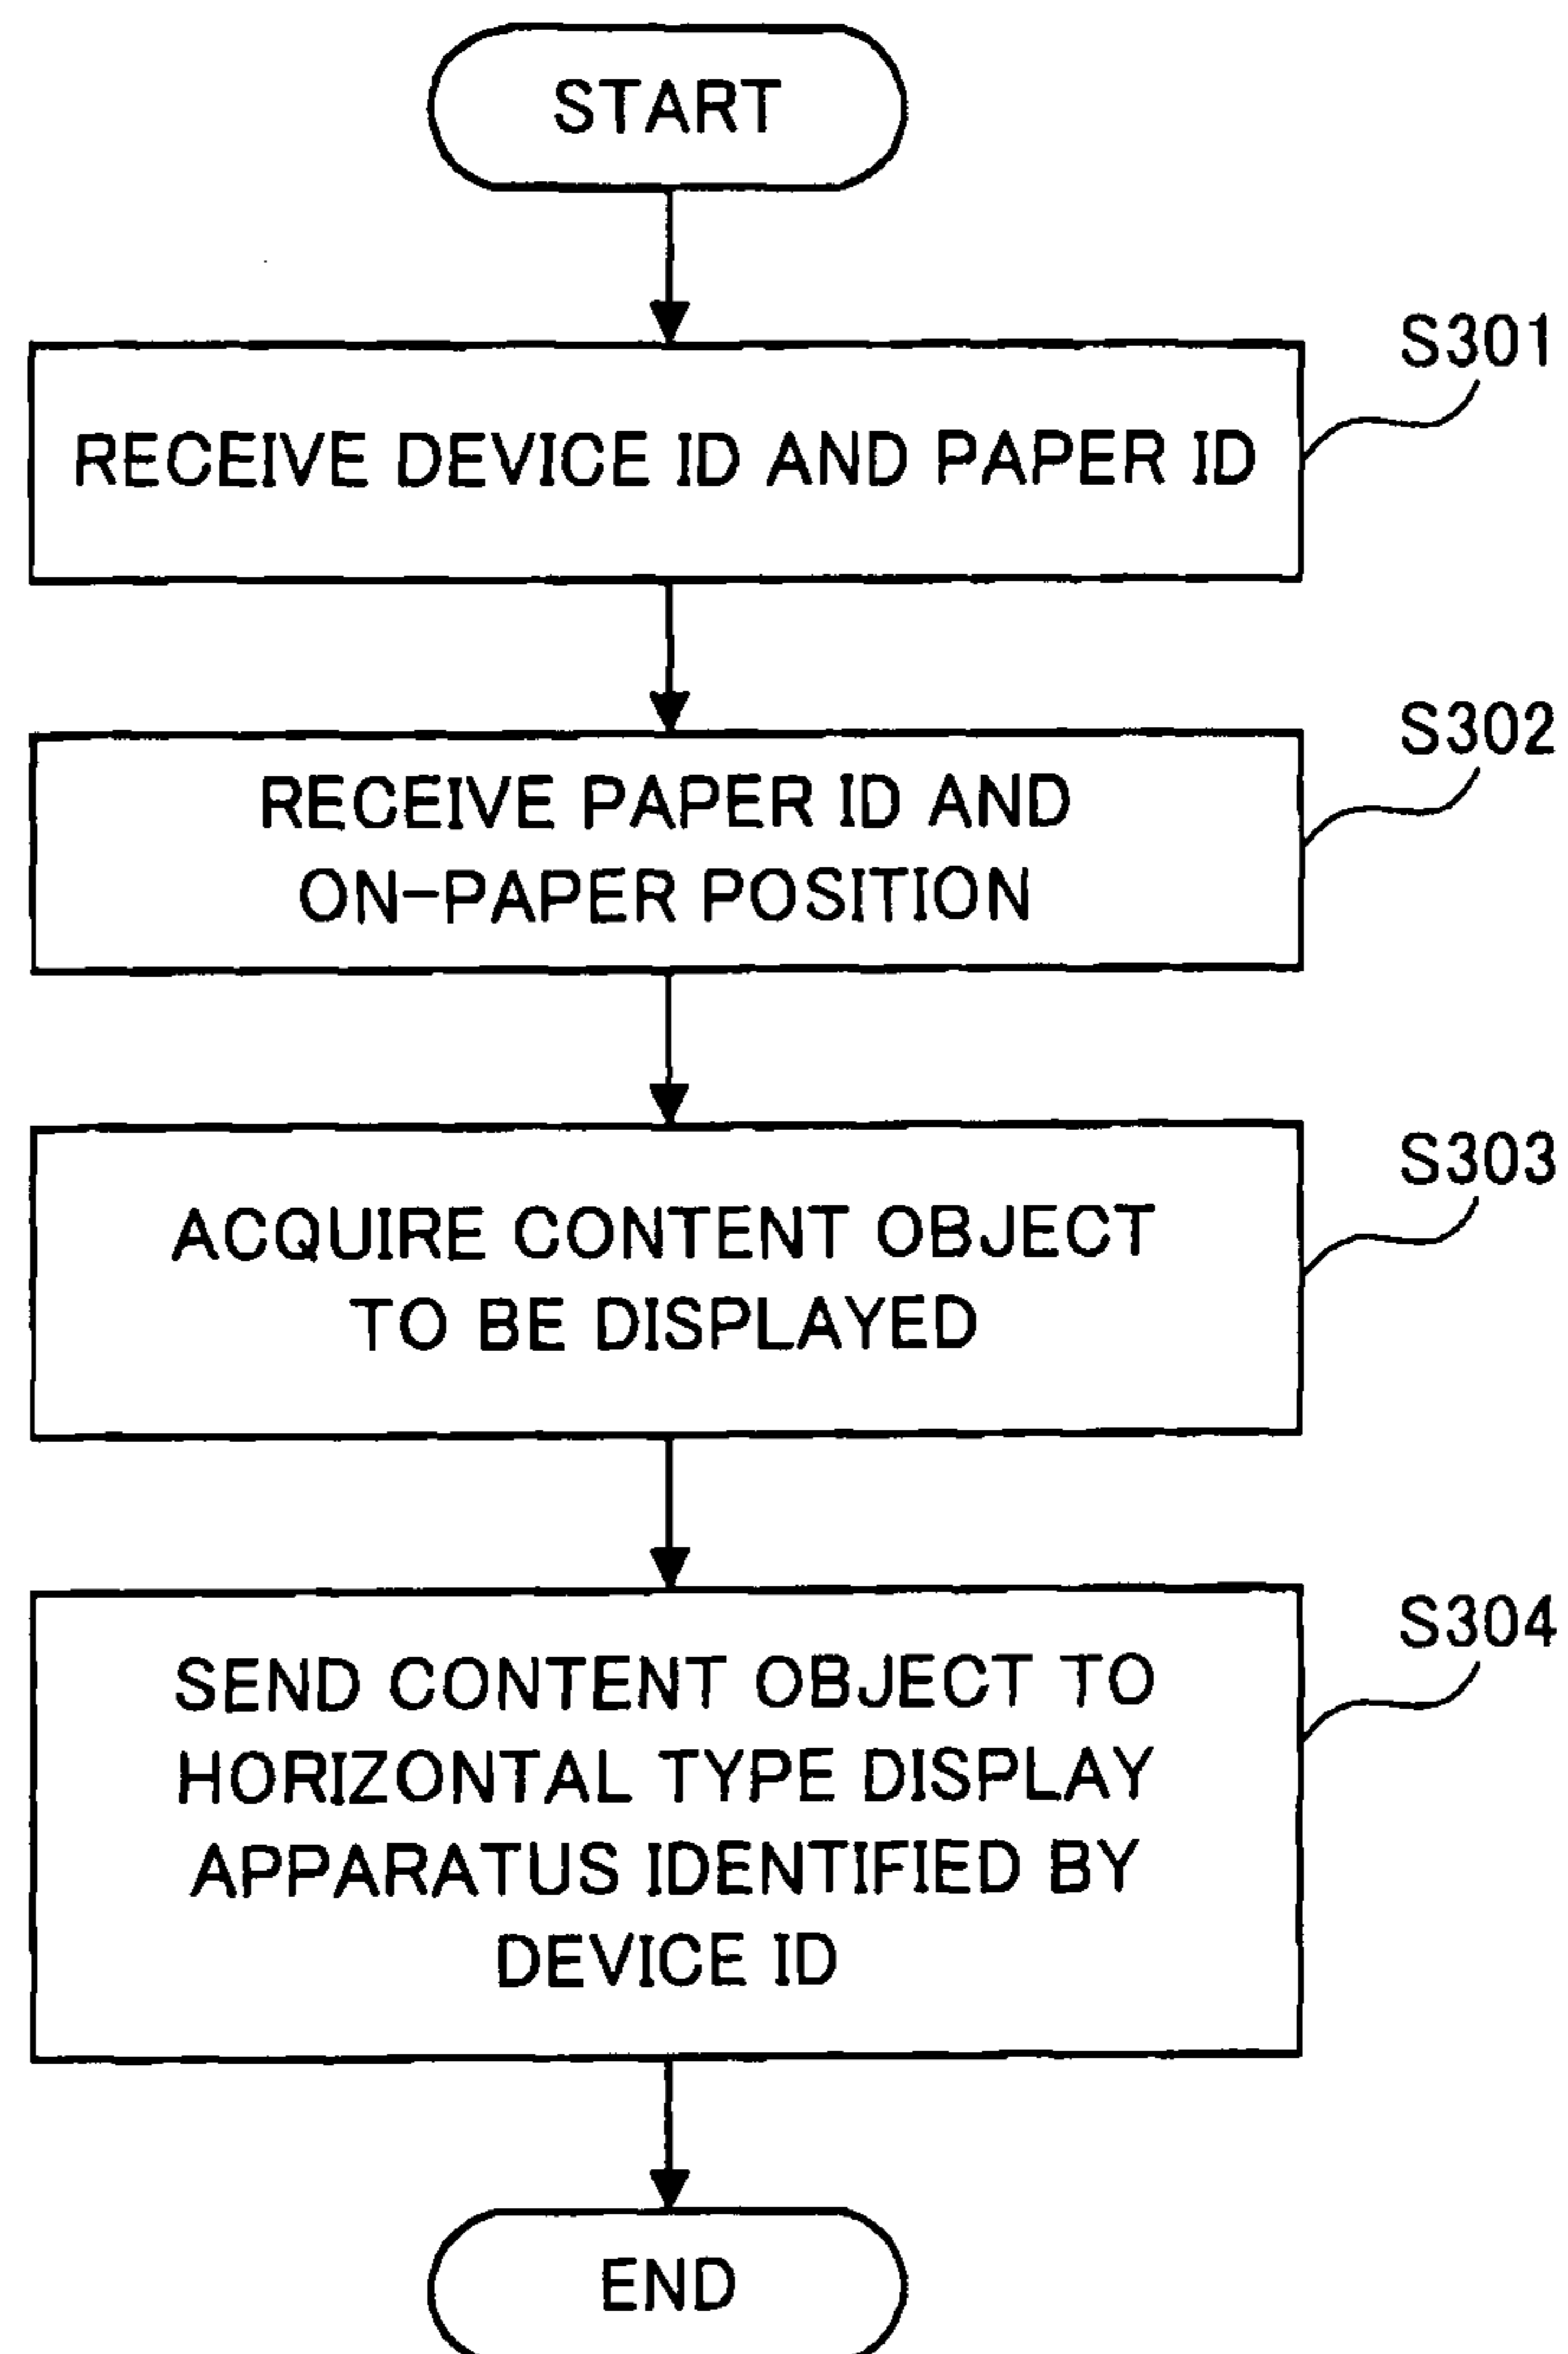 START
S301
RECEIVE DEVICE ID AND PAPER ID
S302
RECEIVE PAPER ID AND
ON-PAPER POSITION
S303
ACQUIRE CONTENT OBJECT
TO BE DISPLAYED
S304
SEND CONTENT OBJECT TO
HORIZONTAL TYPE DISPLAY
APPARATUS IDENTIFIED BY
DEVICE ID
END